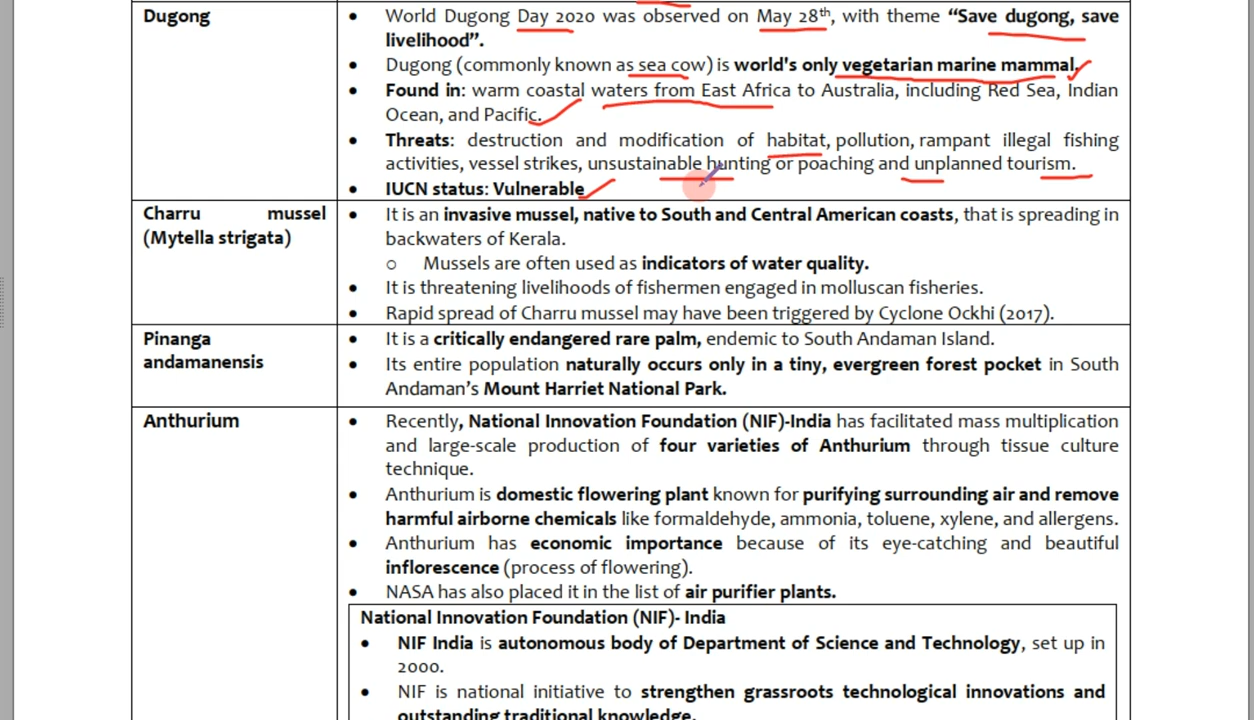 Dugong
• World Dugong Day 2020 was observed on May 28th, with theme “Save dugong, save
livelihood”.
• Dugong (commonly known as sea cow) is world's only vegetarian marine mammal.
• Found in: warm coastal waters from East Africa to Australia, including Red Sea, Indian
Ocean, and Pacific.
• Threats: destruction and modification of habitat, pollution, rampant illegal fishing
activities, vessel strikes, unsustainable hunting or poaching and unplanned tourism.
• IUCN status: Vulnerable
Charru mussel
(Mytella strigata)
• It is an invasive mussel, native to South and Central American coasts, that is spreading in
backwaters of Kerala.
o Mussels are often used as indicators of water quality.
• It is threatening livelihoods of fishermen engaged in molluscan fisheries.
• Rapid spread of Charru mussel may have been triggered by Cyclone Ockhi (2017).
Pinanga
andamanensis
• It is a critically endangered rare palm, endemic to South Andaman Island.
• Its entire population naturally occurs only in a tiny, evergreen forest pocket in South
Andaman’s Mount Harriet National Park.
Anthurium
• Recently, National Innovation Foundation (NIF)-India has facilitated mass multiplication
and large-scale production of four varieties of Anthurium through tissue culture
technique.
• Anthurium is domestic flowering plant known for purifying surrounding air and remove
harmful airborne chemicals like formaldehyde, ammonia, toluene, xylene, and allergens.
• Anthurium has economic importance because of its eye-catching and beautiful
inflorescence (process of flowering).
• NASA has also placed it in the list of air purifier plants.
National Innovation Foundation (NIF)- India
• NIF India is autonomous body of Department of Science and Technology, set up in
2000.
• NIF is national initiative to strengthen grassroots technological innovations and
outstanding traditional knowledge.